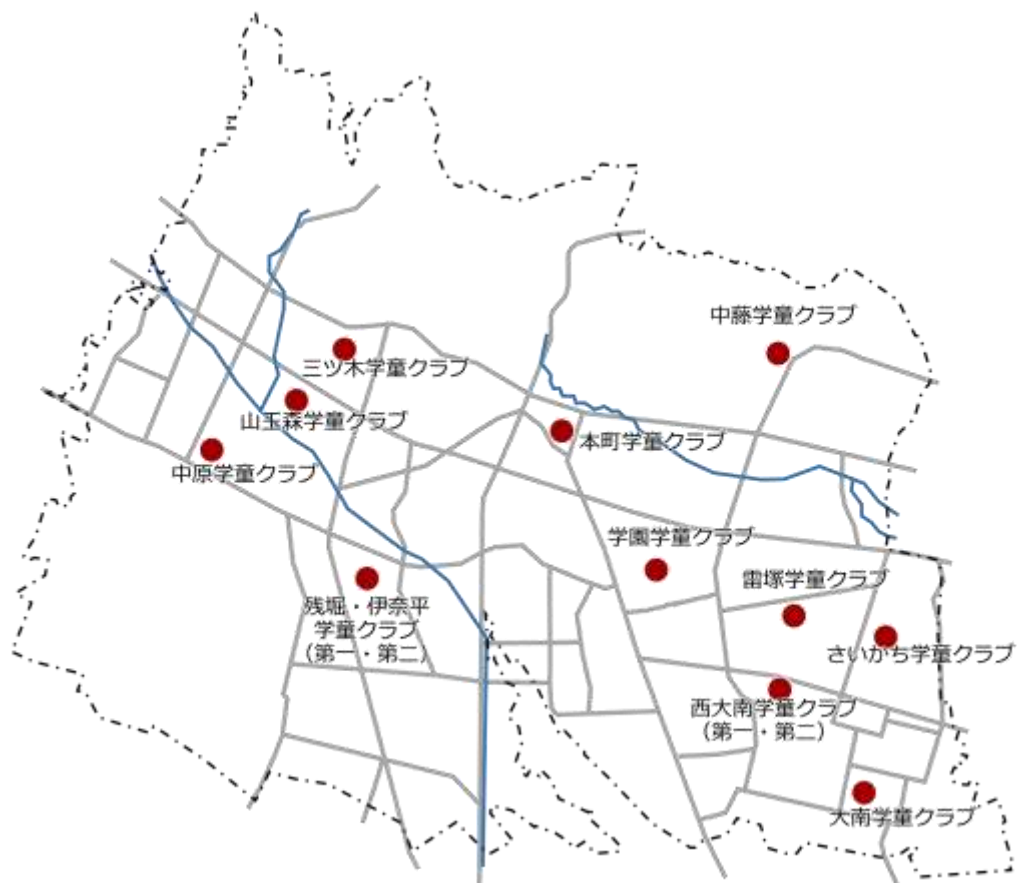 中藤学童クラブ
三ツ木学童クラブ
山王森学童クラブ
本町学童クラブ
中原学童クラブ
学園学童クラブ
雷塚学童クラブ
残堀・伊奈平
学童クラブ
（第一・第二）
さいかち学童クラブ
西大南学童クラブ
（第一・第二）
大南学童クラブ